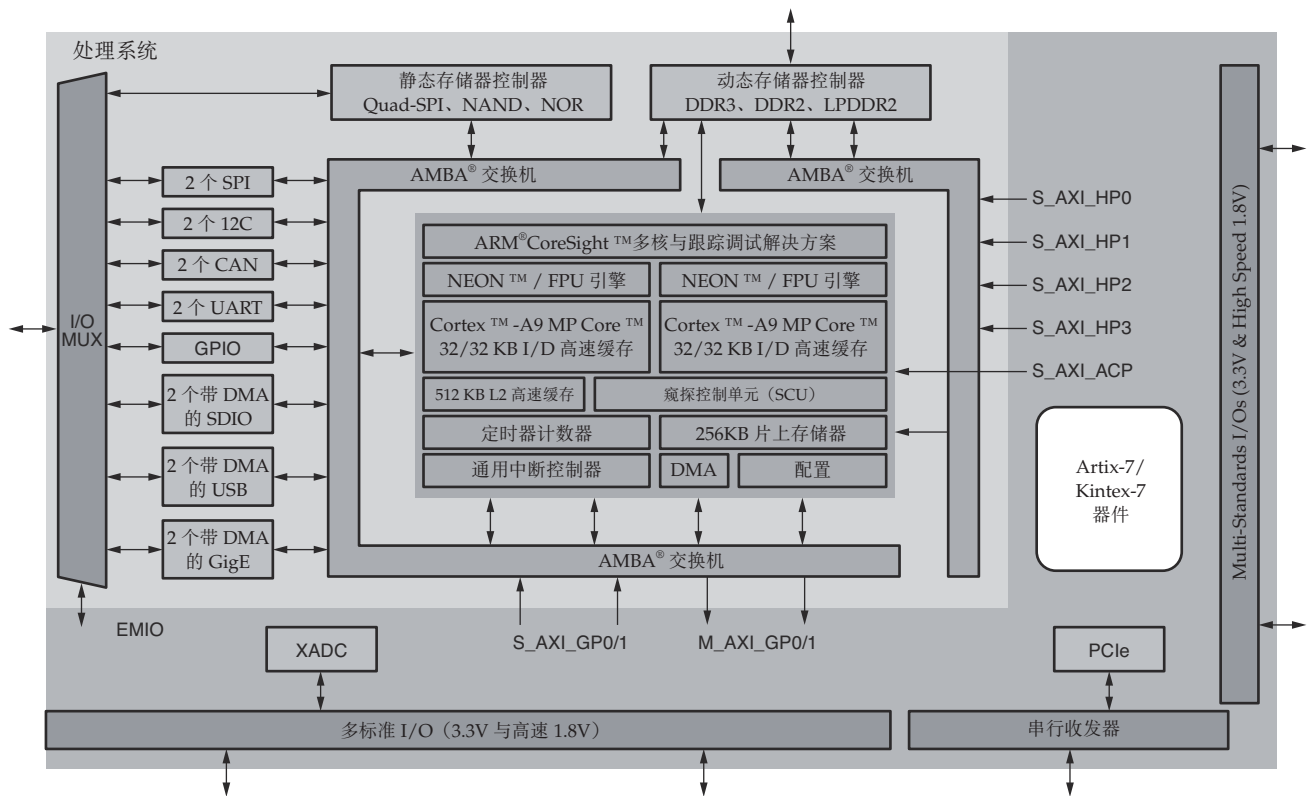 处理系统
静态存储器控制器
Quad-SPI、NAND、NOR
动态存储器控制器
DDR3、DDR2、LPDDR2
AMBA® 交换机
AMBA® 交换机
I/O
MUX
2 个 SPI
2 个 12C
2 个 CAN
2 个 UART
GPIO
2 个带 DMA
的 SDIO
2 个带 DMA
的 USB
2 个带 DMA
的 GigE
ARM®CoreSight ™多核与跟踪调试解决方案
NEON ™ / FPU 引擎
NEON ™ / FPU 引擎
Cortex ™ -A9 MP Core ™
32/32 KB I/D 高速缓存
Cortex ™ -A9 MP Core ™
32/32 KB I/D 高速缓存
512 KB L2 高速缓存
窥探控制单元（SCU）
定时器计数器
256KB 片上存储器
通用中断控制器
DMA
配置
AMBA® 交换机
S_AXI_HP0
S_AXI_HP1
S_AXI_HP2
S_AXI_HP3
S_AXI_ACP
Artix-7/
Kintex-7
器件
Multi-Standards I/Os (3.3V & High Speed 1.8V)
EMIO
S_AXI_GP0/1
M_AXI_GP0/1
XADC
PCIe
多标准 I/O（3.3V 与高速 1.8V）
串行收发器